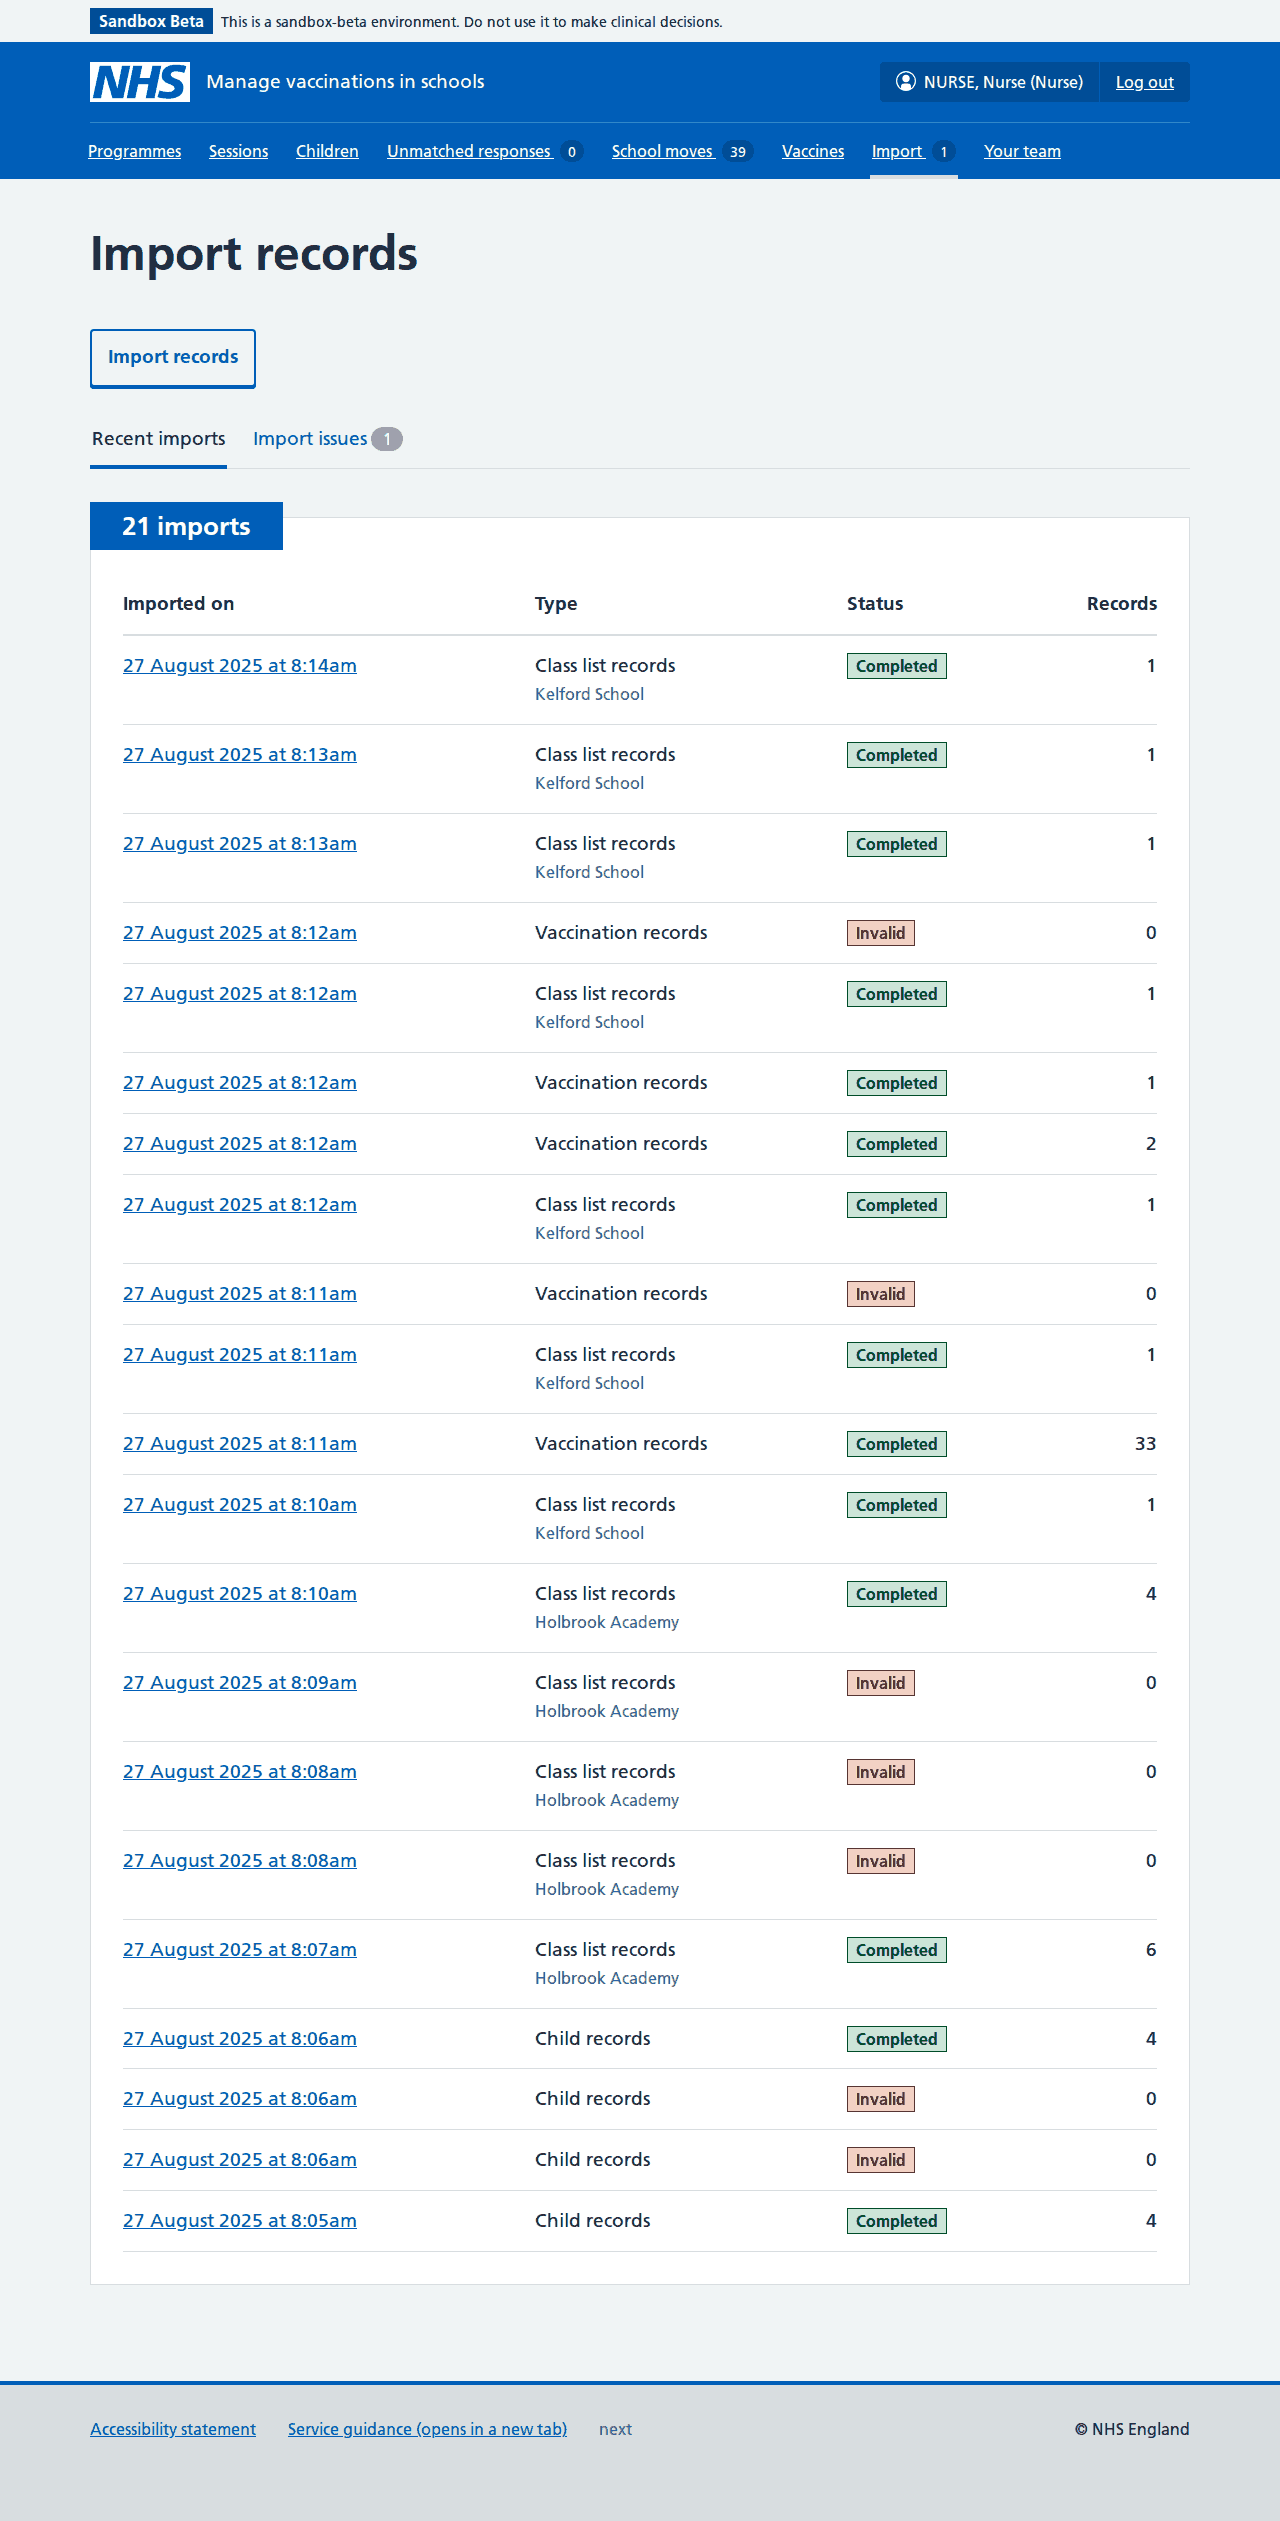 Sandbox Beta This is a sandbox-beta environment. Do not use it to make clinical decisions.
NHS Manage vaccinations in schools NURSE, Nurse (Nurse) Log out
Programmes Sessions Children Unmatched responses 0 School moves 39 Vaccines Import 1 Your team
Import records
Import records
Recent imports Import issues 1
21 imports
Imported on Type Status Records
27 August 2025 at 8:14am Class list records Completed 1
Kelford School
27 August 2025 at 8:13am Class list records Completed 1
Kelford School
27 August 2025 at 8:13am Class list records Completed 1
Kelford School
27 August 2025 at 8:12am Vaccination records Invalid 0
27 August 2025 at 8:12am Class list records Completed 1
Kelford School
27 August 2025 at 8:12am Vaccination records Completed 1
27 August 2025 at 8:12am Vaccination records Completed 2
27 August 2025 at 8:12am Class list records Completed 1
Kelford School
27 August 2025 at 8:11am Vaccination records Invalid 0
27 August 2025 at 8:11am Class list records Completed 1
Kelford School
27 August 2025 at 8:11am Vaccination records Completed 33
27 August 2025 at 8:10am Class list records Completed 1
Kelford School
27 August 2025 at 8:10am Class list records Completed 4
Holbrook Academy
27 August 2025 at 8:09am Class list records Invalid 0
Holbrook Academy
27 August 2025 at 8:08am Class list records Invalid 0
Holbrook Academy
27 August 2025 at 8:08am Class list records Invalid 0
Holbrook Academy
27 August 2025 at 8:07am Class list records Completed 6
Holbrook Academy
27 August 2025 at 8:06am Child records Completed 4
27 August 2025 at 8:06am Child records Invalid 0
27 August 2025 at 8:06am Child records Invalid 0
27 August 2025 at 8:05am Child records Completed 4
Accessibility statement Service guidance (opens in a new tab) next © NHS England